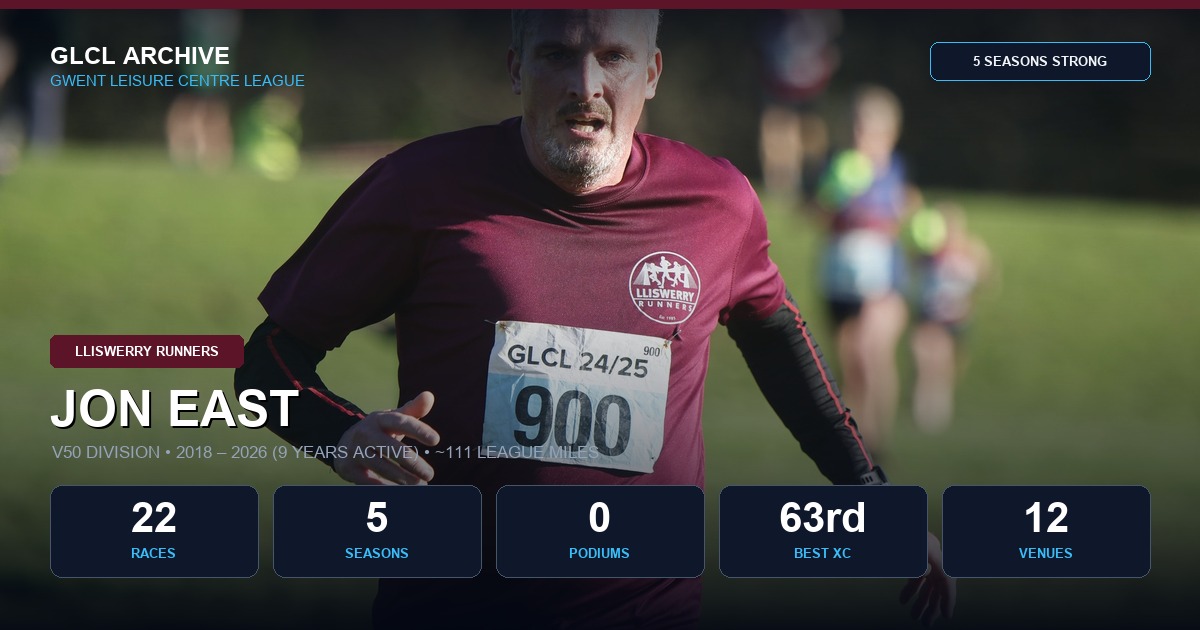 GLCL ARCHIVE
GWENT LEISURE CENTRE LEAGUE
5 SEASONS STRONG
LLISWERRY
RUNNERS
Est 1985
GLCL 24/25
900
900
LLISWERRY RUNNERS
JON EAST
V50 DIVISION • 2018 – 2026 (9 YEARS ACTIVE) • ~111 LEAGUE MILES
22
RACES
5
SEASONS
0
PODIUMS
63rd
BEST XC
12
VENUES